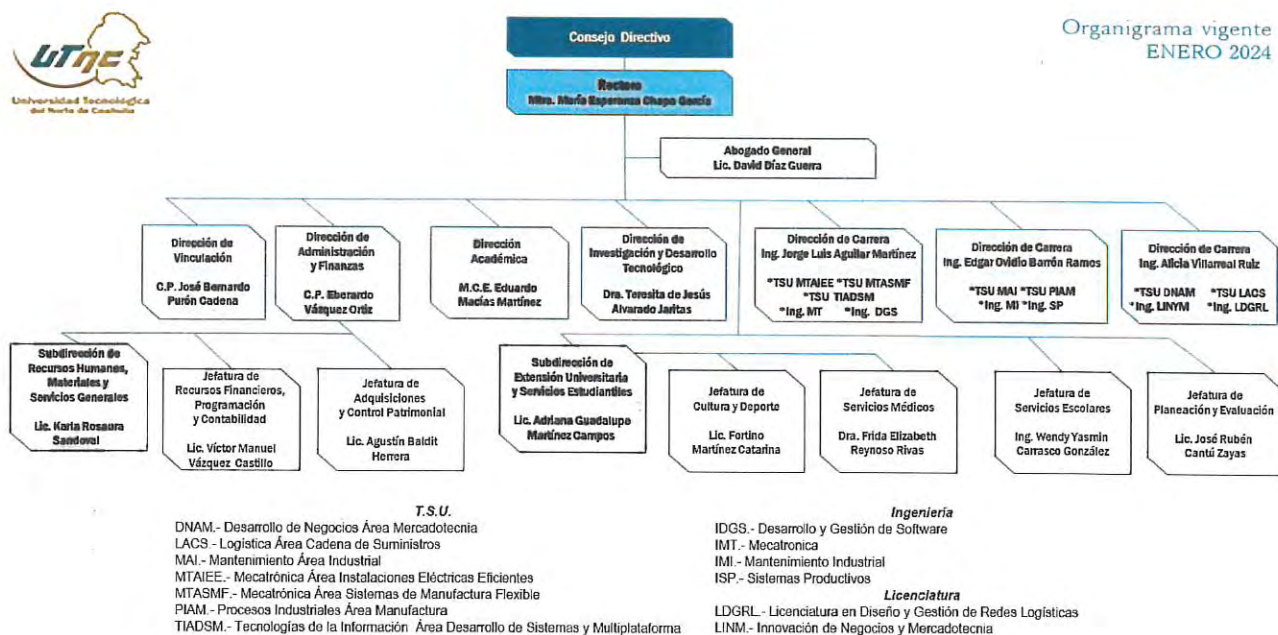 UTnc
Universidad Tecnológica
del Norte de Coahuila
Organigrama vigente
ENERO 2024
Consejo Directivo
Rectora
Mtra. María Esperanza Chapa García
Abogado General
Lic. David Díaz Guerra
Dirección de
Vinculación
C.P. José Bernardo
Purón Cadena
Dirección de
Administración
y Finanzas
C.P. Eberardo
Vázquez Ortiz
Dirección
Académica
M.C.E. Eduardo
Macías Martínez
Dirección de
Investigación y Desarrollo
Tecnológico
Dra. Teresita de Jesús
Alvarado Jaritas
Dirección de Carrera
Ing. Jorge Luis Aguilar Martínez
*TSU MTAIEE *TSU MTASMF
*TSU TIADSM
*Ing. MT *Ing. DGS
Dirección de Carrera
Ing. Edgar Ovidio Barrón Ramos
*TSU MAI *TSU PIAM
*Ing. MI *Ing. SP
Dirección de Carrera
Ing. Alicia Villarreal Ruiz
*TSU DNAM *TSU LACS
*Ing. LINYM *Ing. LDGRL
Subdirección de
Recursos Humanes,
Materiales y
Servicios Generales
Lic. Karla Rosaura
Sandoval
Jefatura de
Recursos Financieros,
Programación
y Contabilidad
Lic. Víctor Manuel
Vázquez Castillo
Jefatura de
Adquisiciones
y Control Patrimonial
Lic. Agustín Baldit
Herrera
Subdirección de
Extensión Universitaria
y Servicios Estudiantiles
Lic. Adriana Guadalupe
Martínez Campos
Jefatura de
Cultura y Deporte
Lic. Fortino
Martínez Catarina
Jefatura de
Servicios Médicos
Dra. Frida Elizabeth
Reynoso Rivas
Jefatura de
Servicios Escolares
Ing. Wendy Yasmin
Carrasco González
Jefatura de
Planeación y Evaluación
Lic. José Rubén
Cantú Zayas
T.S.U.
DNAM.- Desarrollo de Negocios Área Mercadotecnia
LACS.- Logística Área Cadena de Suministros
MAI.- Mantenimiento Área Industrial
MTAIEE.- Mecatrónica Área Instalaciones Eléctricas Eficientes
MTASMF.- Mecatrónica Área Sistemas de Manufactura Flexible
PIAM.- Procesos Industriales Área Manufactura
TIADSM.- Tecnologías de la Información Área Desarrollo de Sistemas y Multiplataforma
Ingeniería
IDGS.- Desarrollo y Gestión de Software
IMT.- Mecatronica
IMI.- Mantenimiento Industrial
ISP.- Sistemas Productivos
Licenciatura
LDGRL.- Licenciatura en Diseño y Gestión de Redes Logísticas
LINM.- Innovación de Negocios y Mercadotecnia